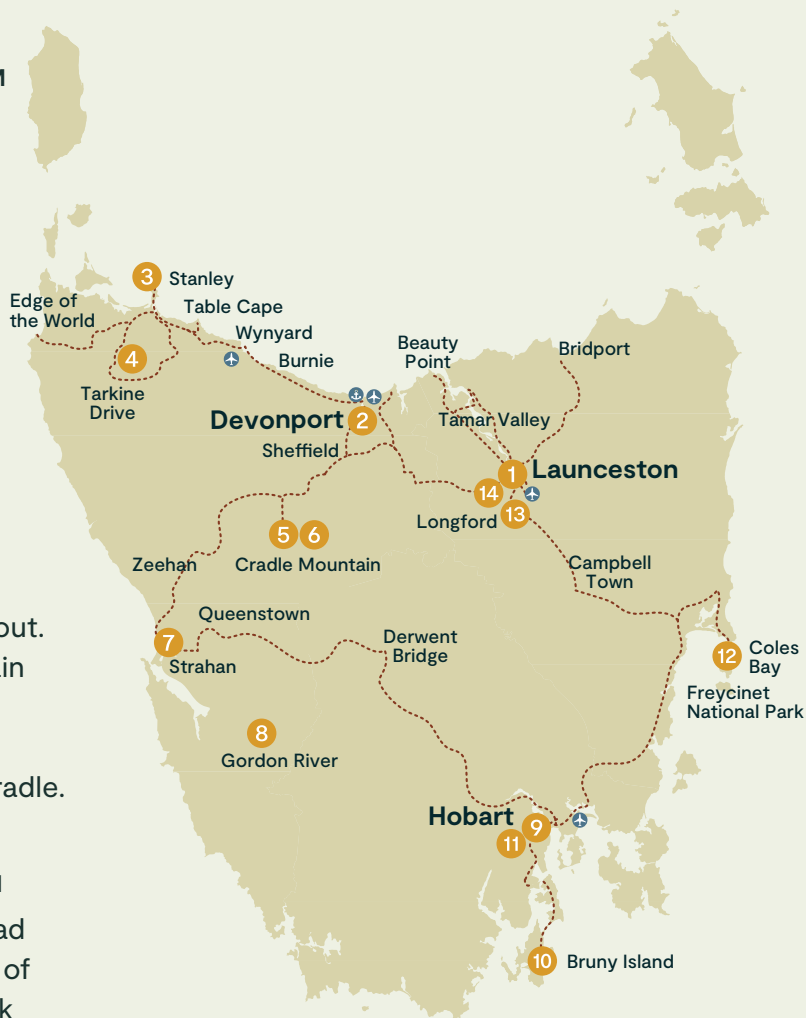 M
3
Stanley
Edge of
the World
Table Cape
Wynyard
Burnie
Beauty
Point
Bridport
4
Tarkine
Drive
Devonport
2
Tamar Valley
Sheffield
1
Launceston
14
Longford
13
5
6
Cradle Mountain
Zeehan
Campbell
Town
Queenstown
out.
7
Strahan
Derwent
Bridge
12
Coles
Bay
Freycinet
National Park
8
Gordon River
radle.
Hobart
9
11
ad
of
10
Bruny Island
k